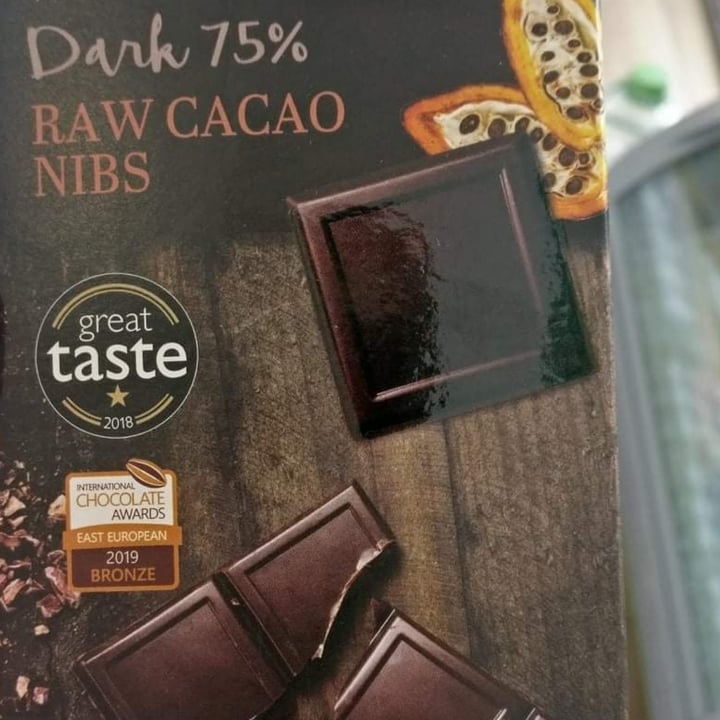 Dark 75%
RAW CACAO
NIBS
great
taste
2018
INTERNATIONAL
CHOCOLATE
AWARDS
EAST EUROPEAN
2019
BRONZE